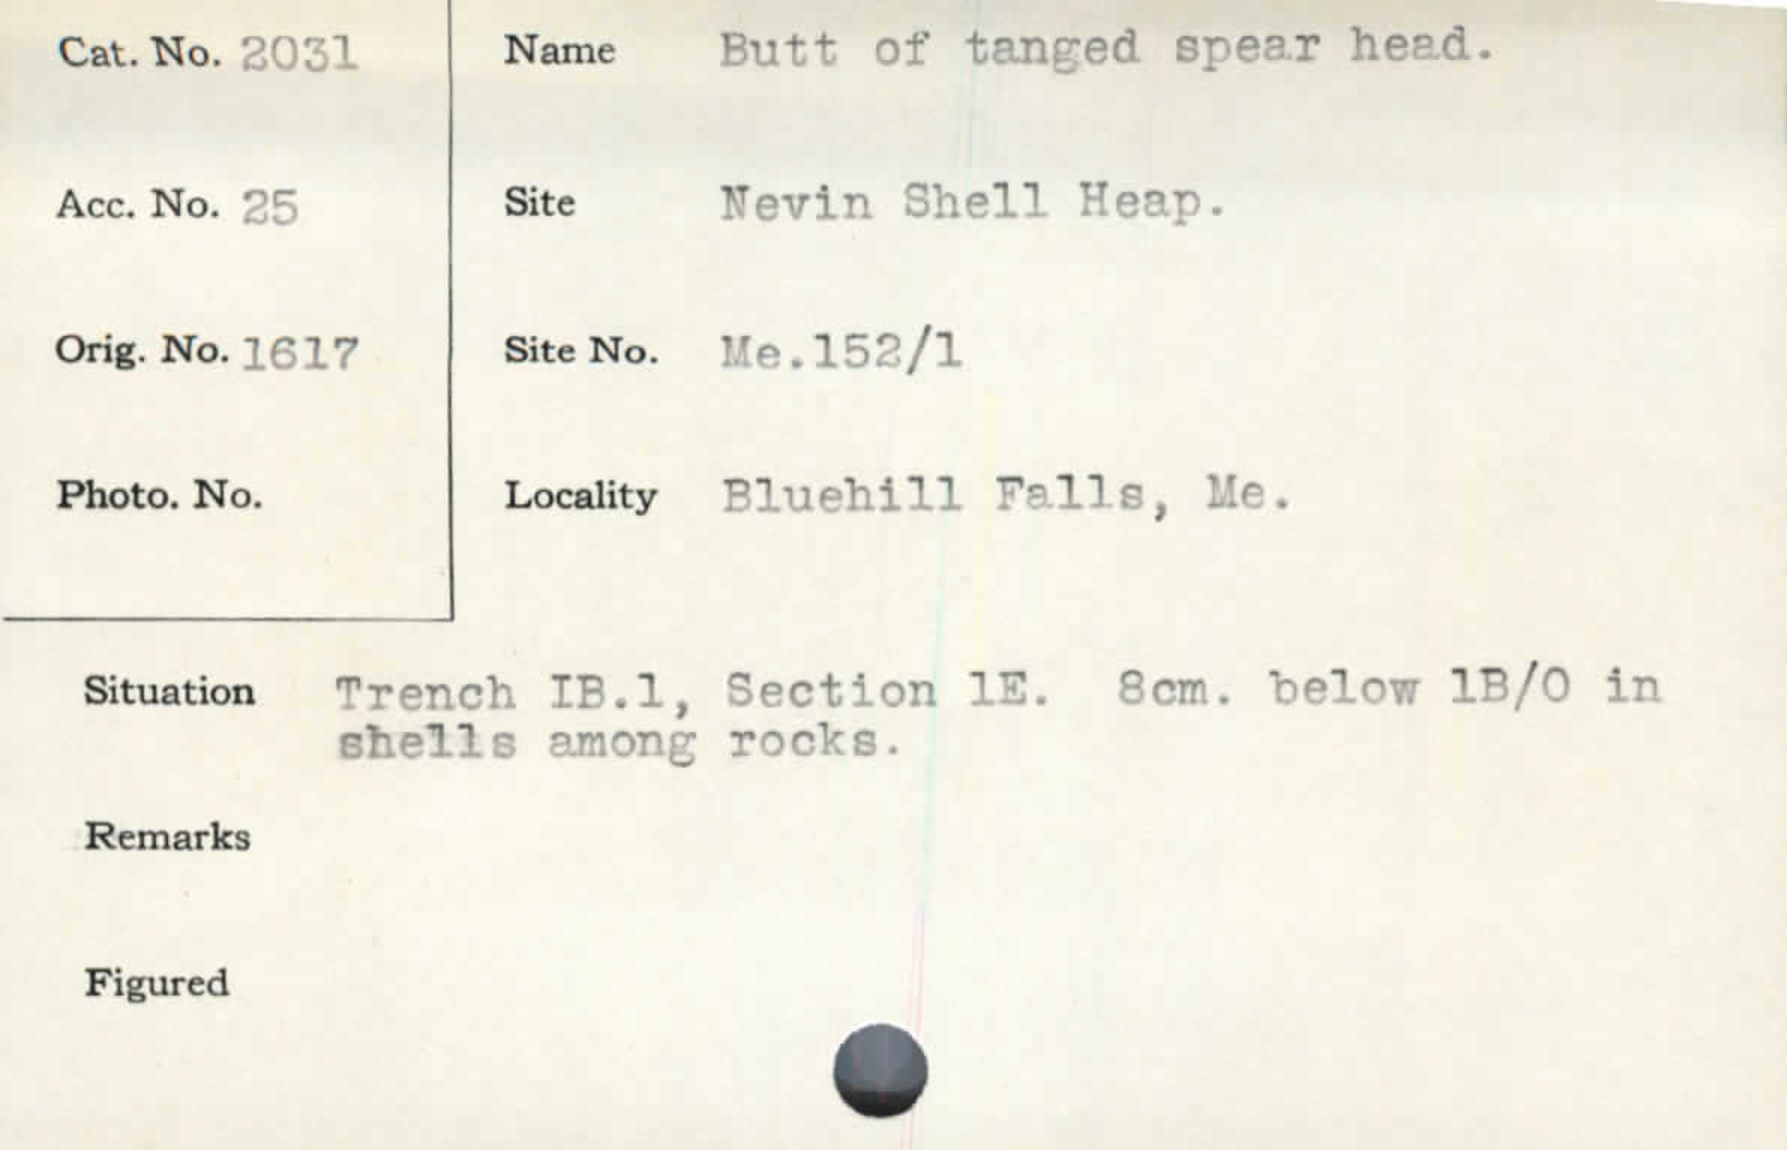 Cat. No. 2031
Name Butt of tanged spear head.
Acc. No. 25
Site Nevin Shell Heap.
Orig. No. 1617
Site No. Me.152/1
Photo. No.
Locality Bluehill Falls, Me.
Situation Trench IB.1, Section 1E. 8cm. below 1B/0 in
shells among rocks.
Remarks
Figured